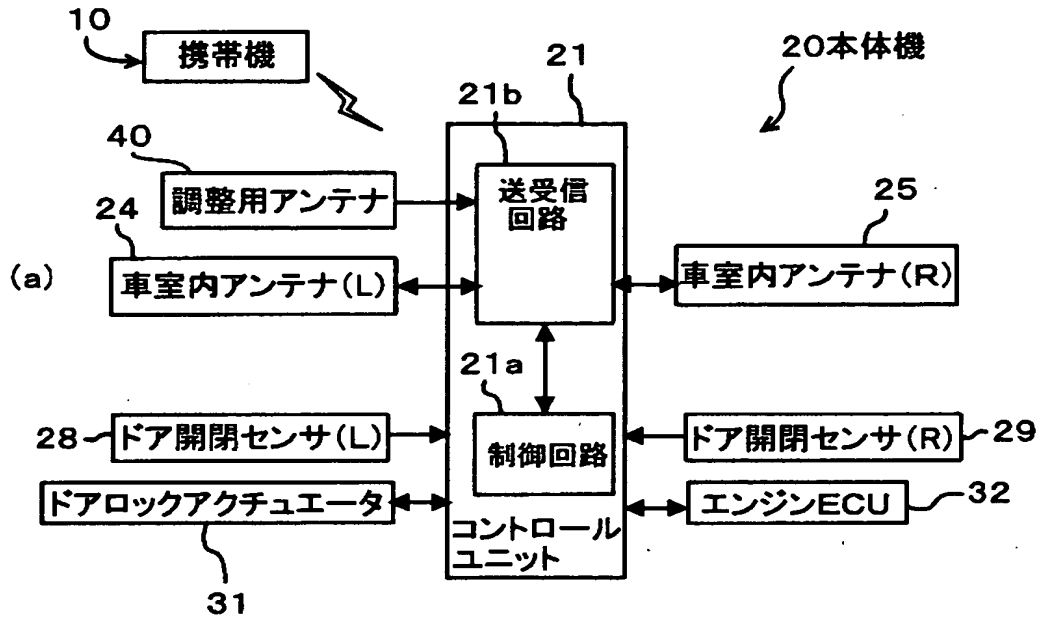 10
携帯機
21
20本体機
21b
40
調整用アンテナ
送受信
回路
24
25
(a)
車室内アンテナ(L)
車室内アンテナ(R)
21a
28
ドア開閉センサ(L)
制御回路
ドア開閉センサ(R)
29
ドアロックアクチュエータ
エンジンECU
32
コントロール
ユニット
31